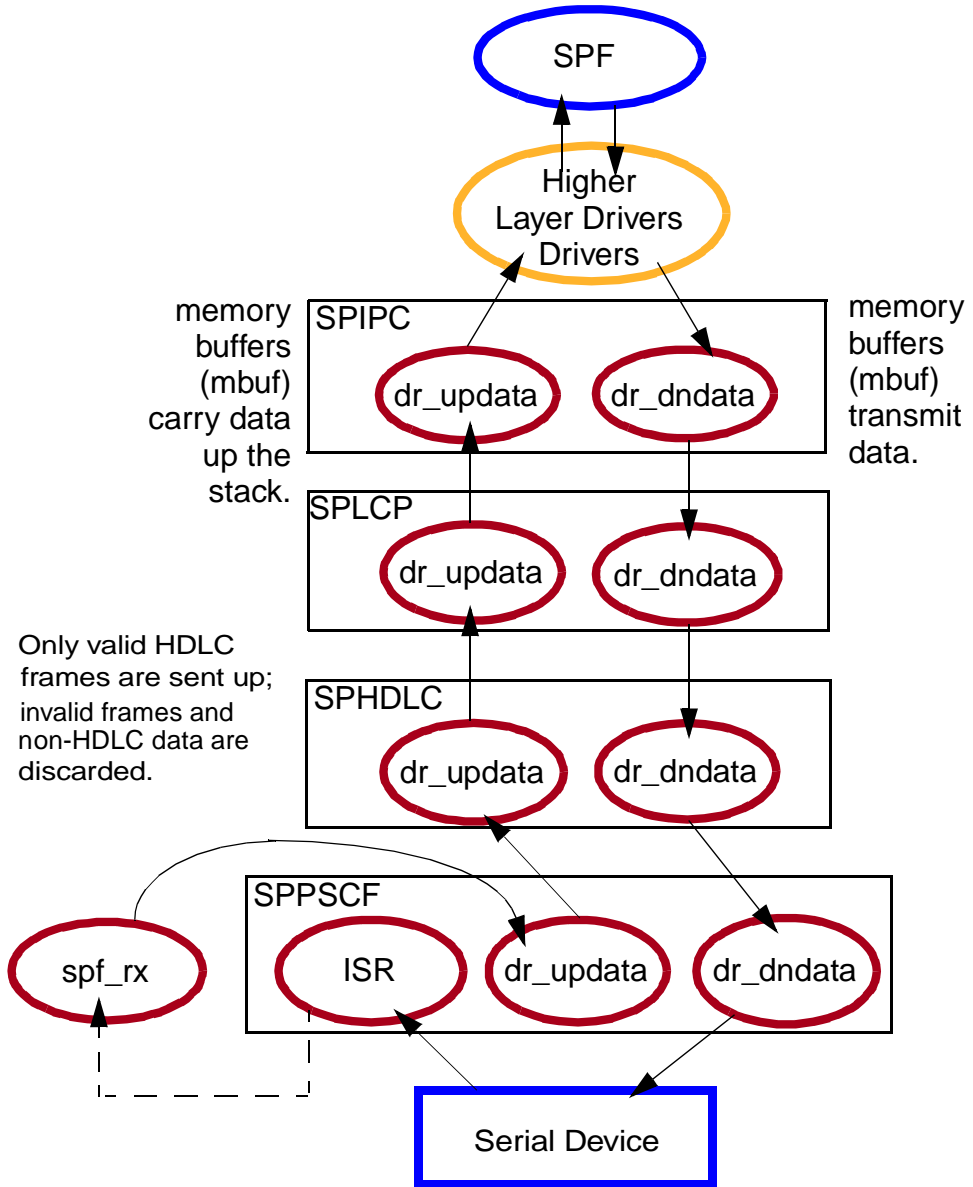 SPF
Higher
Layer Drivers
Drivers
memory
buffers
(mbuf)
carry data
up the
stack.
SPIPC
dr_updata
dr_dndata
memory
buffers
(mbuf)
transmit
data.
SPLCP
dr_updata
dr_dndata
Only valid HDLC
frames are sent up;
invalid frames and
non-HDLC data are
discarded.
SPHDLC
dr_updata
dr_dndata
SPPSCF
spf_rx
ISR
dr_updata
dr_dndata
Serial Device